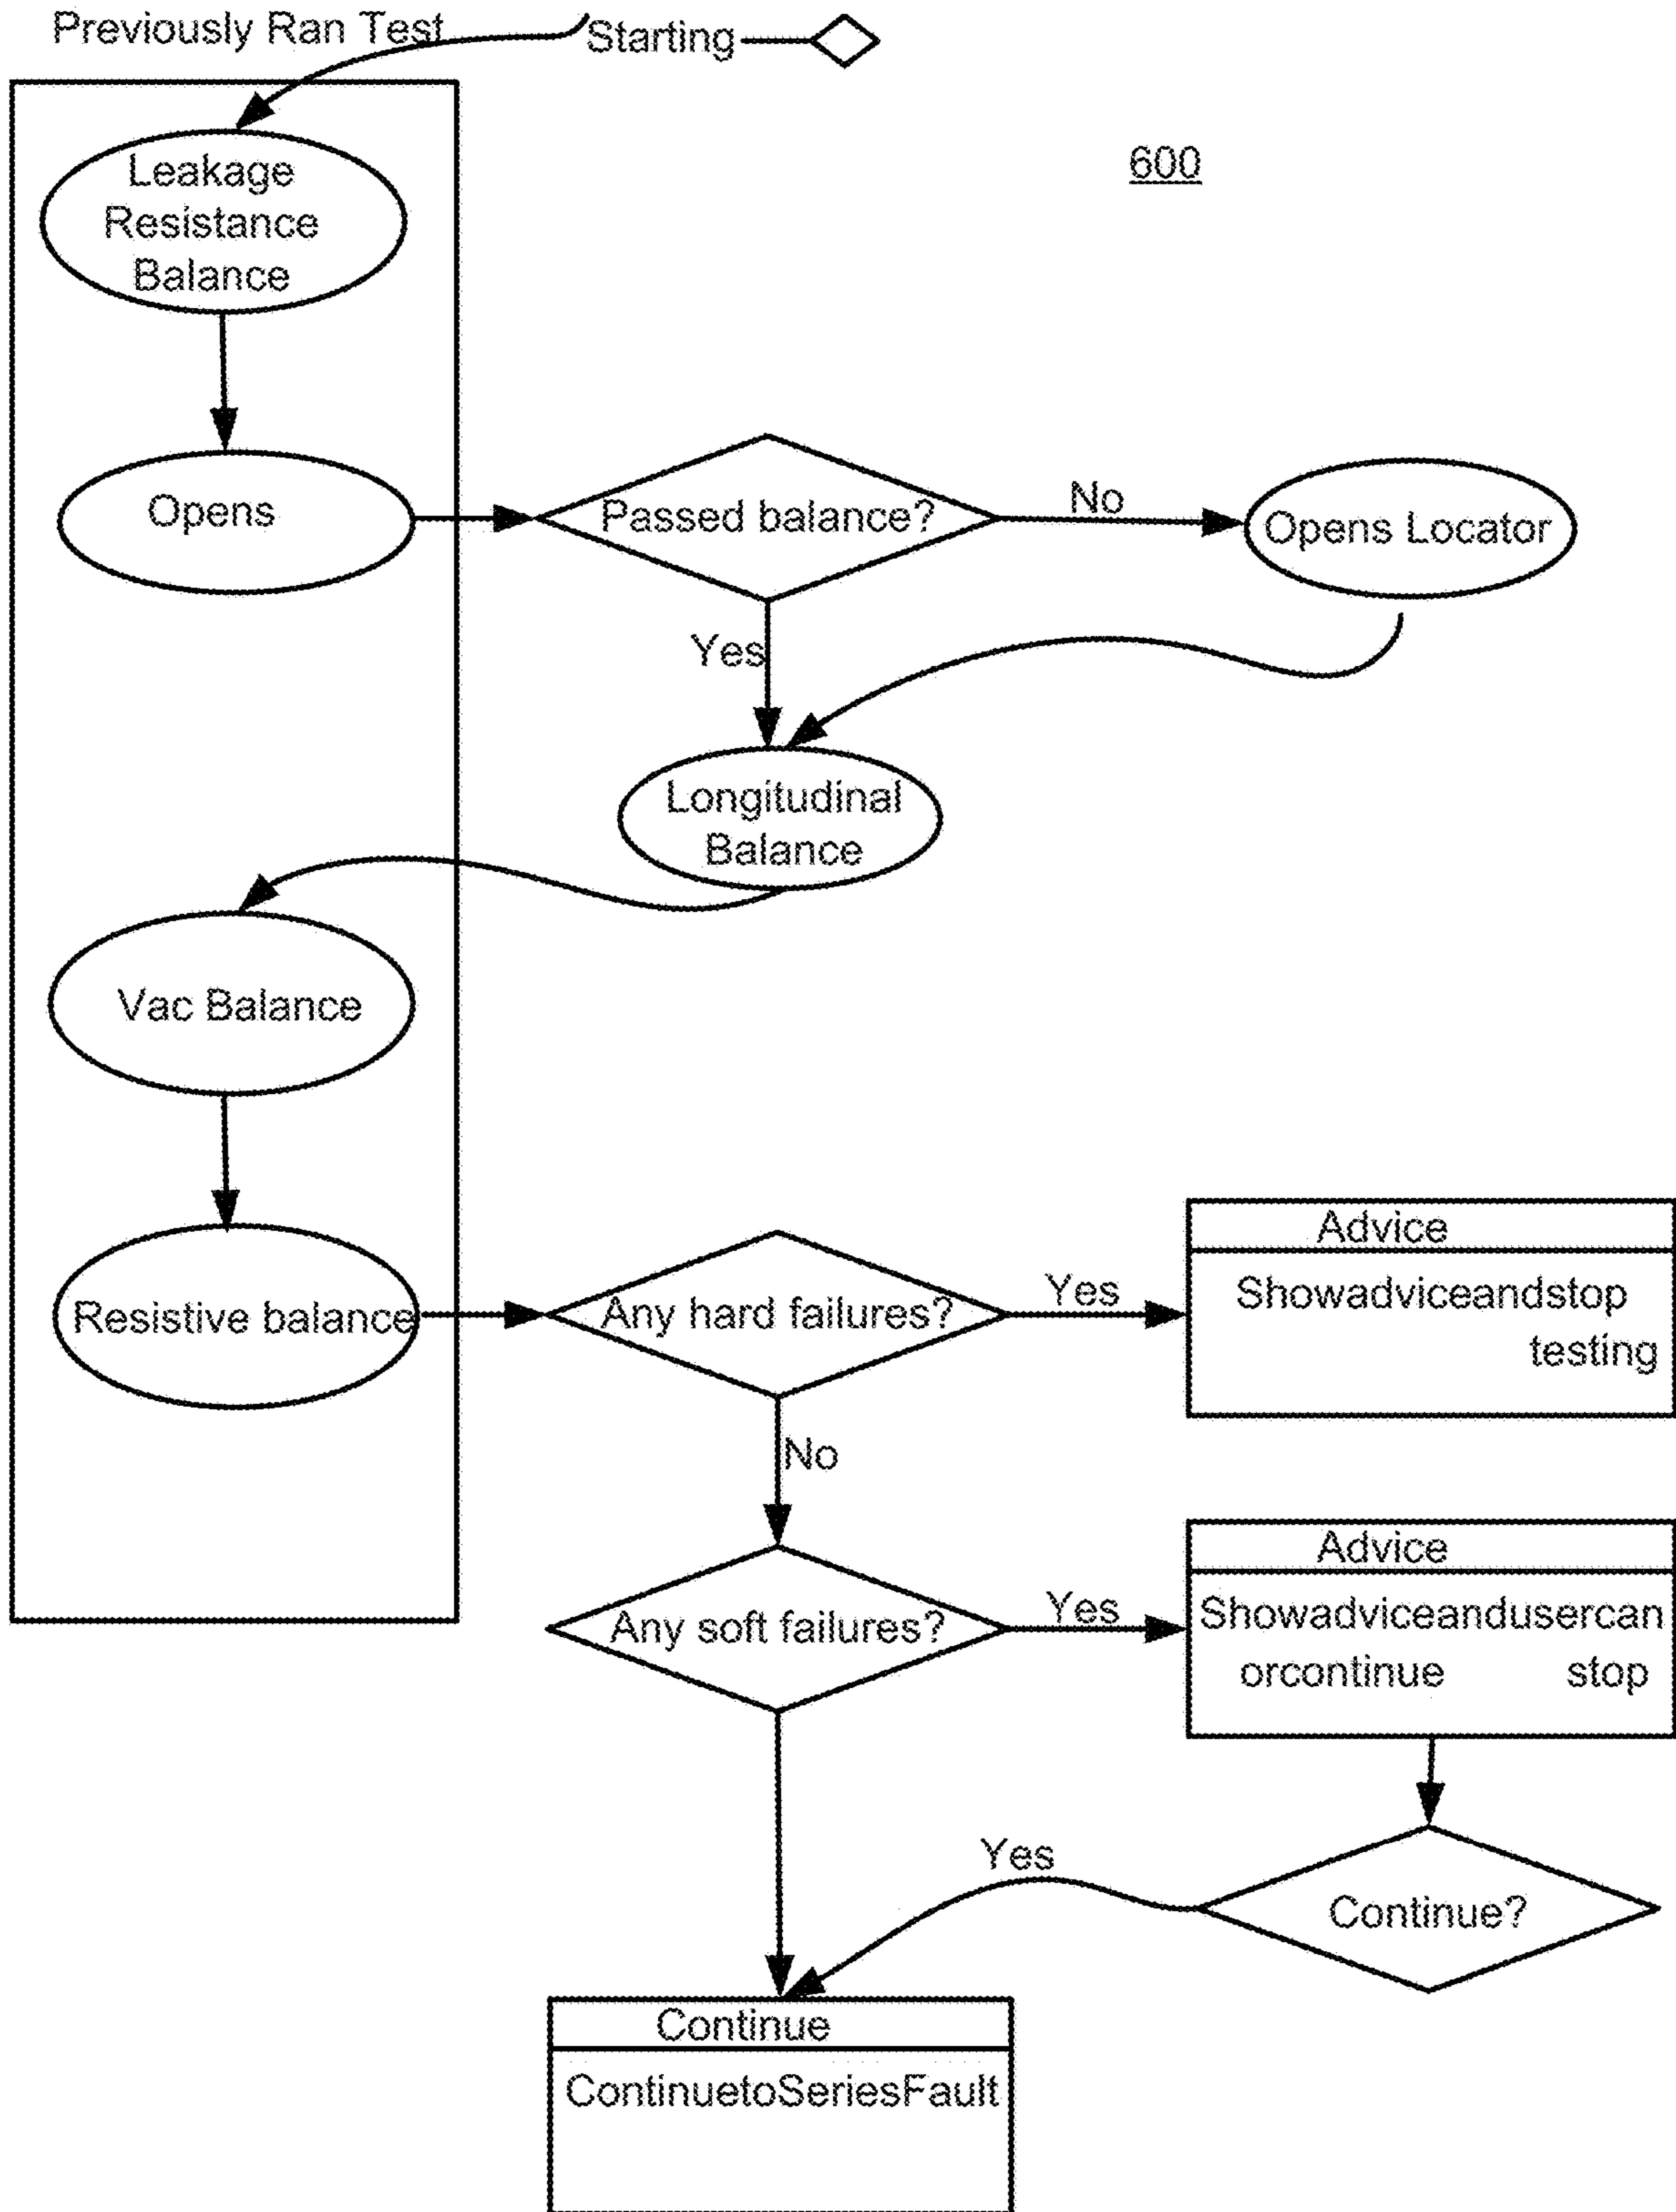 Previously Ran Test
Starting
600
Leakage
Resistance
Balance
Opens
Passed balance?
No
Opens Locator
Yes
Longitudinal
Balance
Vac Balance
Resistive balance
Any hard failures?
Yes
Advice
Showadviceandstop
testing
No
Any soft failures?
Yes
Advice
Showadviceandusercan
orcontinue stop
Yes
Continue?
Continue
ContinuetoSeriesFault